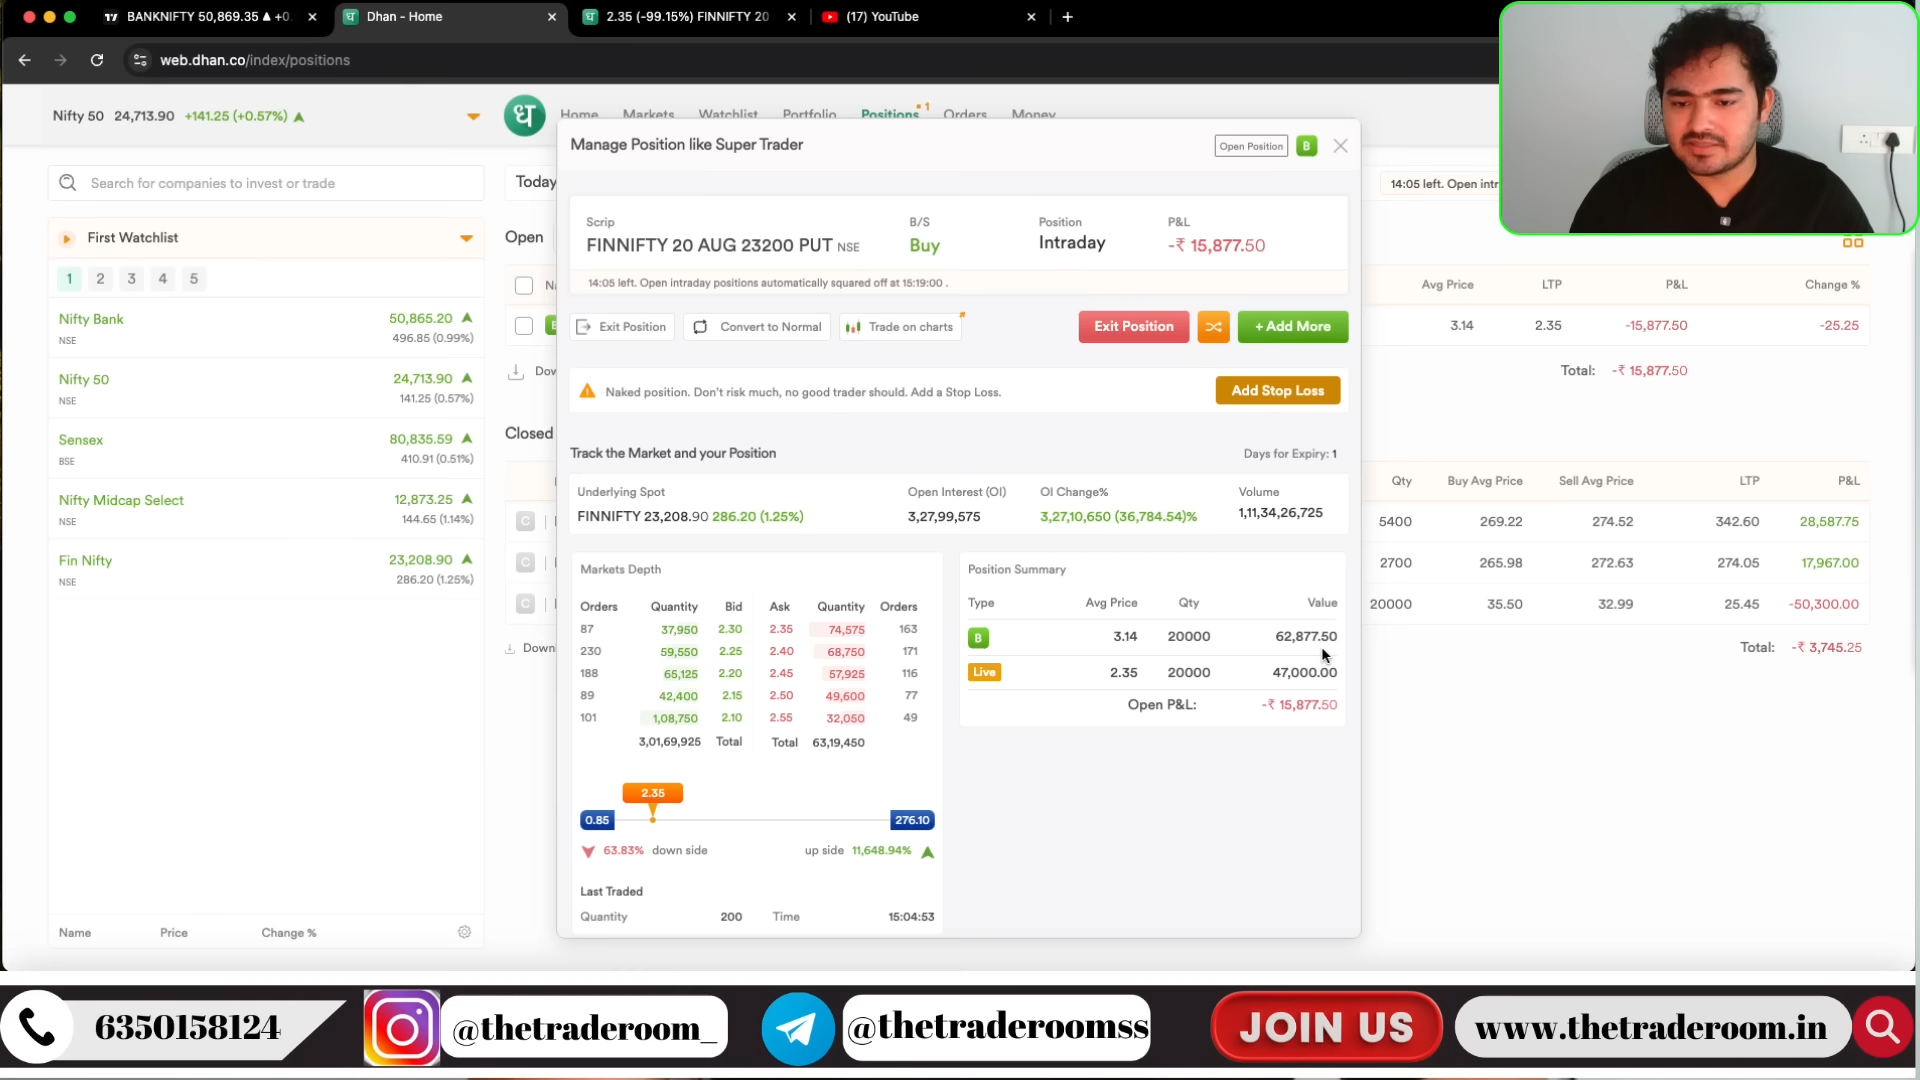 BANKNIFTY 50,869.35 ▲ +0
Dhan - Home
2.35 (-99.15%) FINNIFTY 20
(17) YouTube
web.dhan.co/index/positions
Nifty 50 24,713.90 +141.25 (+0.57%)
ध
Home Markets Watchlist Portfolio Positions 1 Orders Money
Search for companies to invest or trade
First Watchlist
1 2 3 4 5
Nifty Bank 50,865.20
NSE 496.85 (0.99%)
Nifty 50 24,713.90
NSE 141.25 (0.57%)
Sensex 80,835.59
BSE 410.91 (0.51%)
Nifty Midcap Select 12,873.25
NSE 144.65 (1.14%)
Fin Nifty 23,208.90
NSE 286.20 (1.25%)
Name Price Change %
Today
14:05 left. Open intr
Open
Avg Price LTP P&L Change %
3.14 2.35 -15,877.50 -25.25
Total: -₹ 15,877.50
Closed
Qty Buy Avg Price Sell Avg Price LTP P&L
5400 269.22 274.52 342.60 28,587.75
2700 265.98 272.63 274.05 17,967.00
20000 35.50 32.99 25.45 -50,300.00
Total: -₹ 3,745.25
Manage Position like Super Trader
Open Position B
Scrip B/S Position P&L
FINNIFTY 20 AUG 23200 PUT NSE Buy Intraday -₹ 15,877.50
14:05 left. Open intraday positions automatically squared off at 15:19:00 .
Exit Position Convert to Normal Trade on charts
Exit Position + Add More
Naked position. Don't risk much, no good trader should. Add a Stop Loss.
Add Stop Loss
Track the Market and your Position
Days for Expiry: 1
Underlying Spot Open Interest (OI) OI Change% Volume
FINNIFTY 23,208.90 286.20 (1.25%) 3,27,99,575 3,27,10,650 (36,784.54)% 1,11,34,26,725
Markets Depth
Orders Quantity Bid Ask Quantity Orders
87 37,950 2.30 2.35 74,575 163
230 59,550 2.25 2.40 68,750 171
188 65,125 2.20 2.45 57,925 116
89 42,400 2.15 2.50 49,600 77
101 1,08,750 2.10 2.55 32,050 49
3,01,69,925 Total Total 63,19,450
2.35
0.85 276.10
63.83% down side up side 11,648.94%
Last Traded
Quantity 200 Time 15:04:53
Position Summary
Type Avg Price Qty Value
B 3.14 20000 62,877.50
Live 2.35 20000 47,000.00
Open P&L: -₹ 15,877.50
6350158124
@thetraderoom_
@thetraderoomss
JOIN US
www.thetraderoom.in